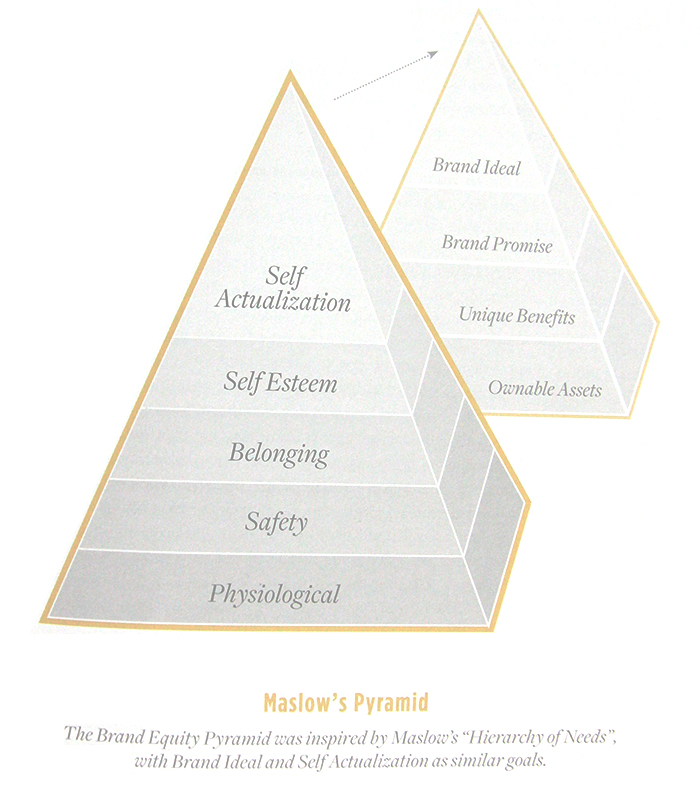 Brand Ideal
Brand Promise
Unique Benefits
Ownable Assets
Self
Actualization
Self Esteem
Belonging
Safety
Physiological
Maslow's Pyramid
The Brand Equity Pyramid was inspired by Maslow's “Hierarchy of Needs”,
with Brand Ideal and Self Actualization as similar goals.